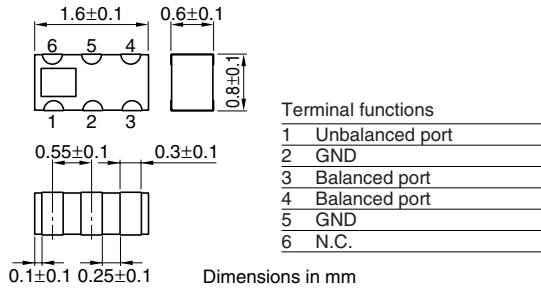 1.6±0.1 0.6±0.1
6 5 4
0.8±0.1
1 2 3
0.55±0.1 0.3±0.1
0.1±0.1 0.25±0.1
Dimensions in mm
Terminal functions
1 Unbalanced port
2 GND
3 Balanced port
4 Balanced port
5 GND
6 N.C.